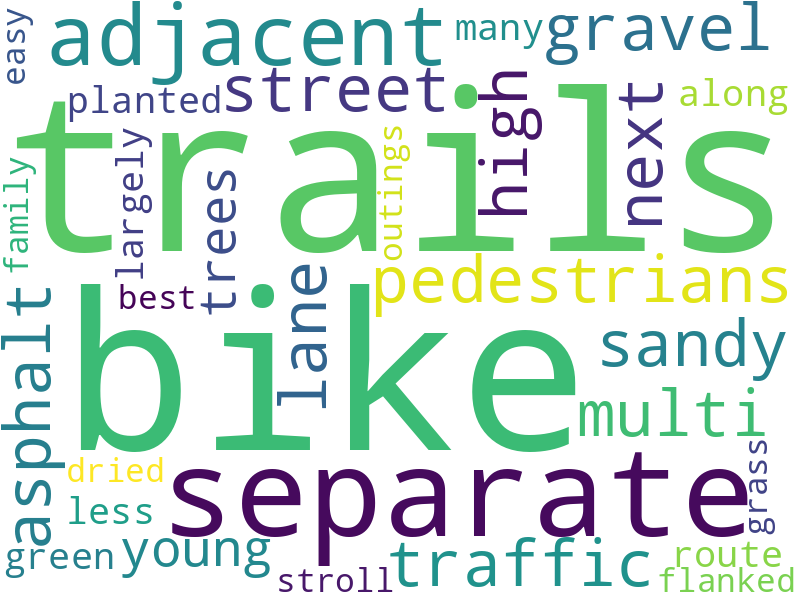 easy
adjacent
many
gravel
planted
street
high
next
along
trails
family
largely
trees
outings
pedestrians
best
lane
asphalt
bike
sandy
multi
dried
separate
grass
less
green
young
traffic
route
stroll
flanked